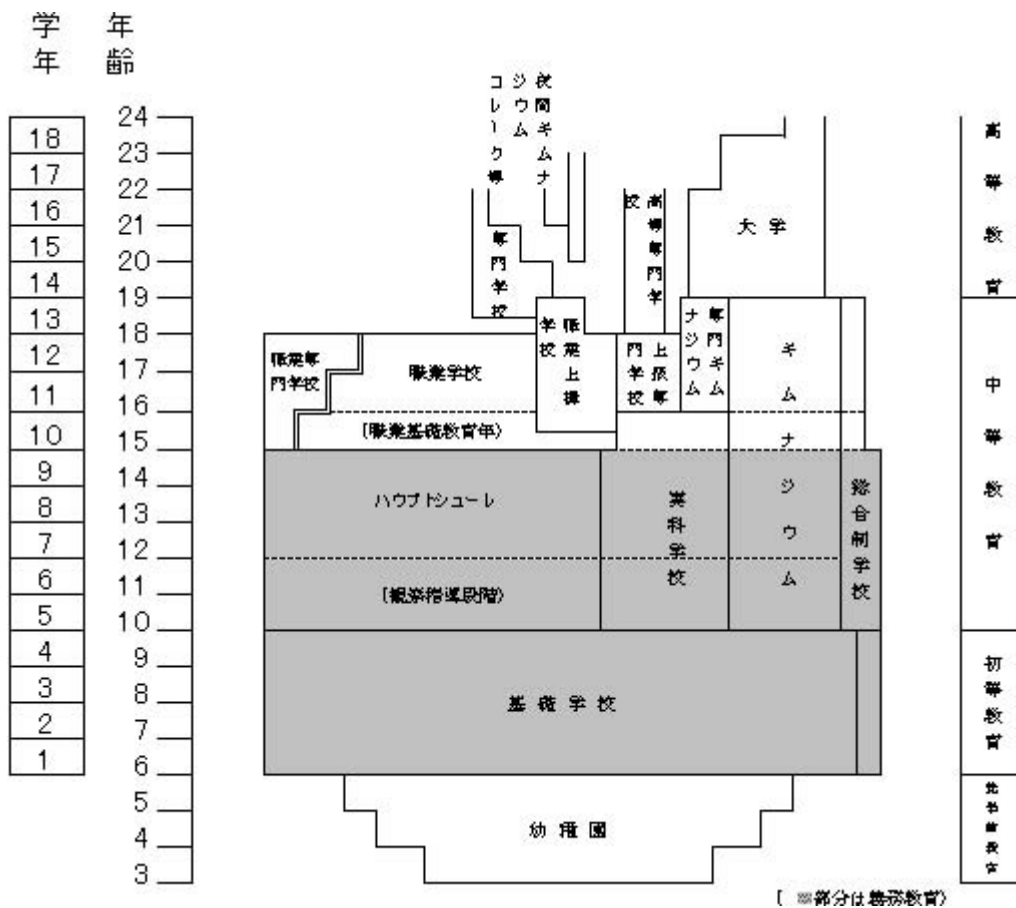 学年
年齢
18
17
16
15
14
13
12
11
10
9
8
7
6
5
4
3
2
1
24
23
22
21
20
19
18
17
16
15
14
13
12
11
10
9
8
7
6
5
4
3
夜間ギムナ
ジウム
コレーク
専門学校
高等専門学
校
大学
職業上構
学校
職業専
門学校
職業学校
(職業基礎教育年)
上級専
門学校
専門ギム
ナジウム
ギムナジウム
ハウプトシューレ
(観察指導段階)
実科学校
総合制学校
基礎学校
幼稚園
高等教育
中等教育
初等教育
就学前教育
( 部分は義務教育)